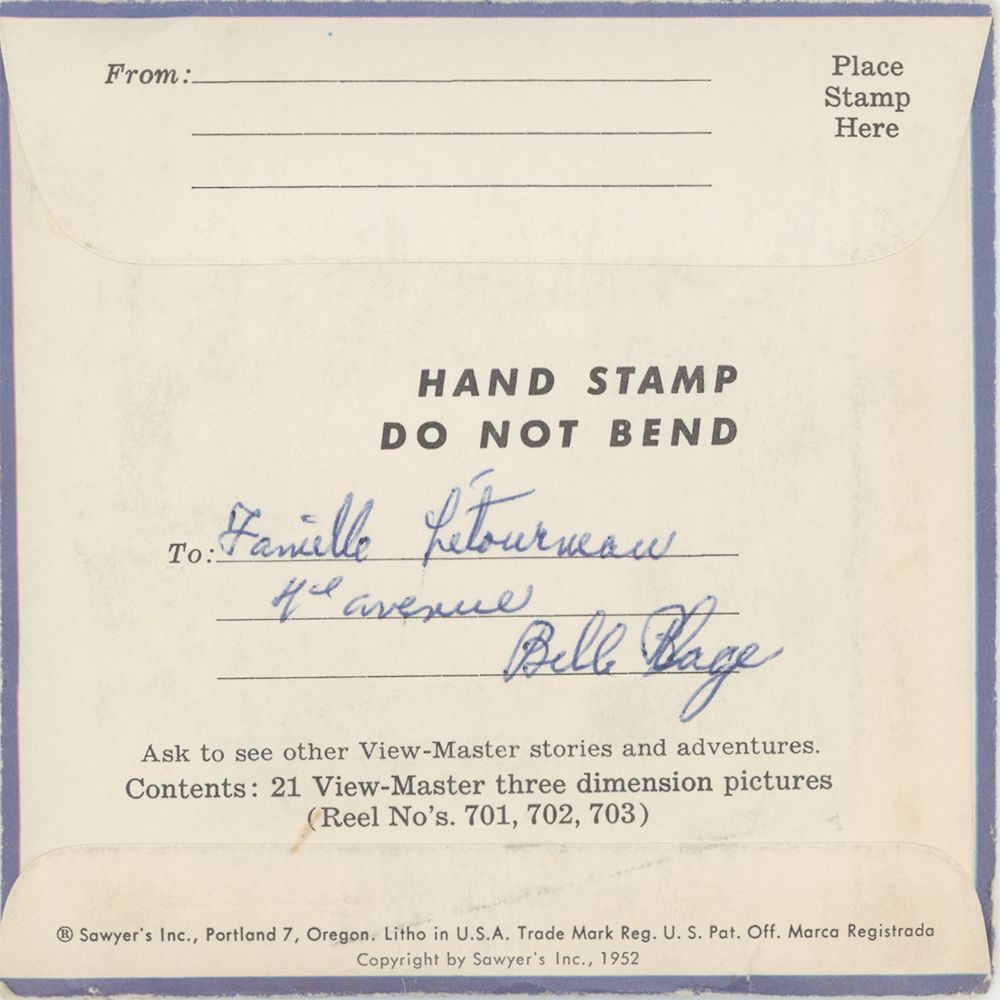 From:
Place
Stamp
Here
HAND STAMP
DO NOT BEND
To: Famille Létourneau
4e avenue
Belle Plage
Ask to see other View-Master stories and adventures.
Contents: 21 View-Master three dimension pictures
(Reel No's. 701, 702, 703)
® Sawyer's Inc., Portland 7, Oregon. Litho in U.S.A. Trade Mark Reg. U. S. Pat. Off. Marca Registrada
Copyright by Sawyer's Inc., 1952